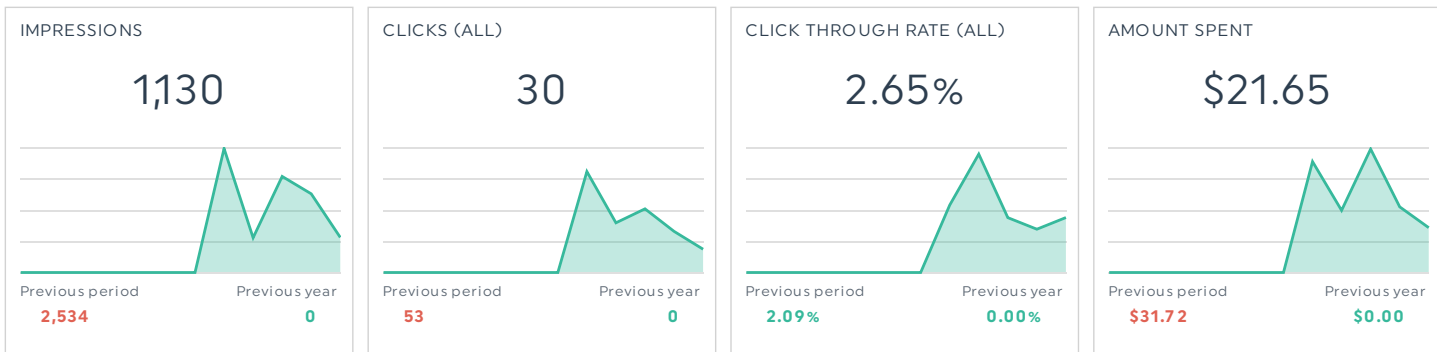 IMPRESSIONS
1,130
Previous period Previous year
2,534 0
CLICKS (ALL)
30
Previous period Previous year
53 0
CLICK THROUGH RATE (ALL)
2.65%
Previous period Previous year
2.09% 0.00%
AMOUNT SPENT
$21.65
Previous period Previous year
$31.72 $0.00